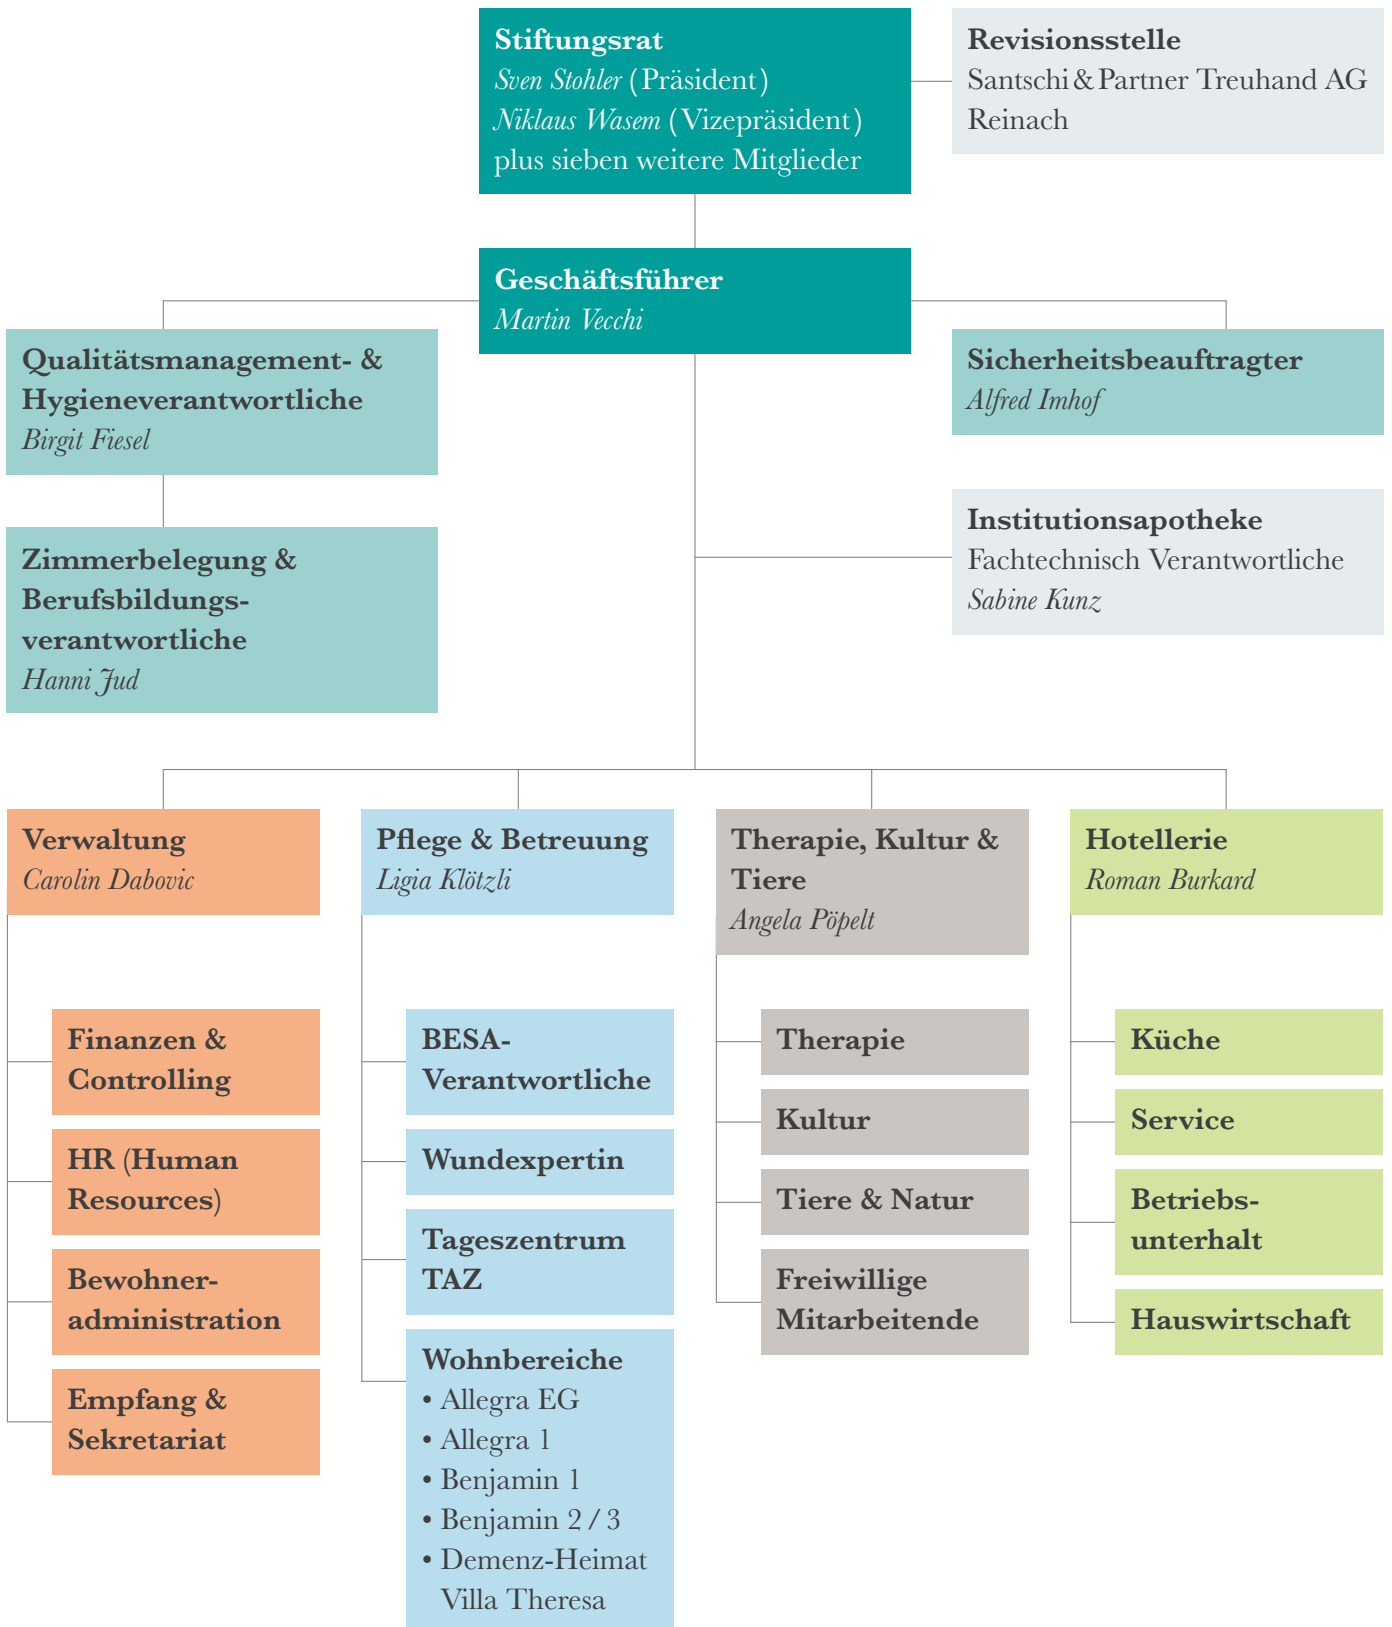 Stiftungsrat
Sven Stohler (Präsident)
Niklaus Wasem (Vizepräsident)
plus sieben weitere Mitglieder
Revisionsstelle
Santschi & Partner Treuhand AG
Reinach
Geschäftsführer
Martin Vecchi
Qualitätsmanagement- &
Hygieneverantwortliche
Birgit Fiesel
Sicherheitsbeauftragter
Alfred Imhof
Zimmerbelegung &
Berufsbildungs-
verantwortliche
Hanni Jud
Institutionsapotheke
Fachtechnisch Verantwortliche
Sabine Kunz
Verwaltung
Carolin Dabovic
Finanzen &
Controlling
HR (Human
Resources)
Bewohner-
administration
Empfang &
Sekretariat
Pflege & Betreuung
Ligia Klötzli
BESA-
Verantwortliche
Wundexpertin
Tageszentrum
TAZ
Wohnbereiche
• Allegra EG
• Allegra 1
• Benjamin 1
• Benjamin 2 / 3
• Demenz-Heimat
Villa Theresa
Therapie, Kultur &
Tiere
Angela Pöpelt
Therapie
Kultur
Tiere & Natur
Freiwillige
Mitarbeitende
Hotellerie
Roman Burkard
Küche
Service
Betriebs-
unterhalt
Hauswirtschaft